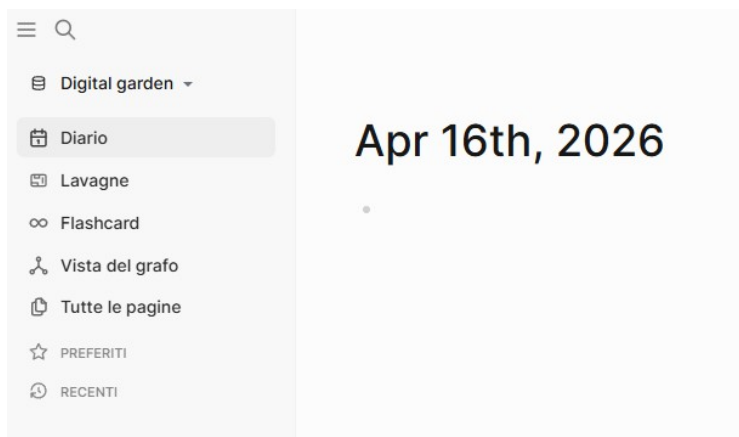 Digital garden
Diario
Lavagne
Flashcard
Vista del grafo
Tutte le pagine
PREFERITI
RECENTI
Apr 16th, 2026